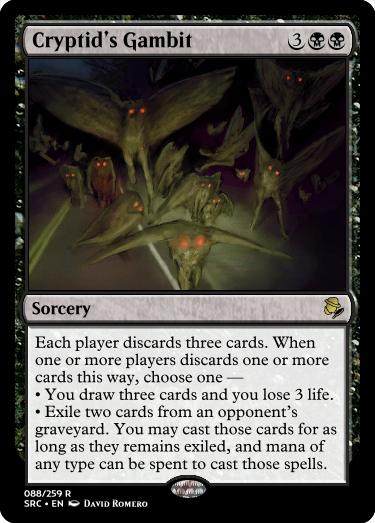 Cryptid's Gambit 3
Sorcery
Each player discards three cards. When
one or more players discards one or more
cards this way, choose one —
• You draw three cards and you lose 3 life.
• Exile two cards from an opponent's
graveyard. You may cast those cards for as
long as they remains exiled, and mana of
any type can be spent to cast those spells.
088/259 R
SRC • EN DAVID ROMERO